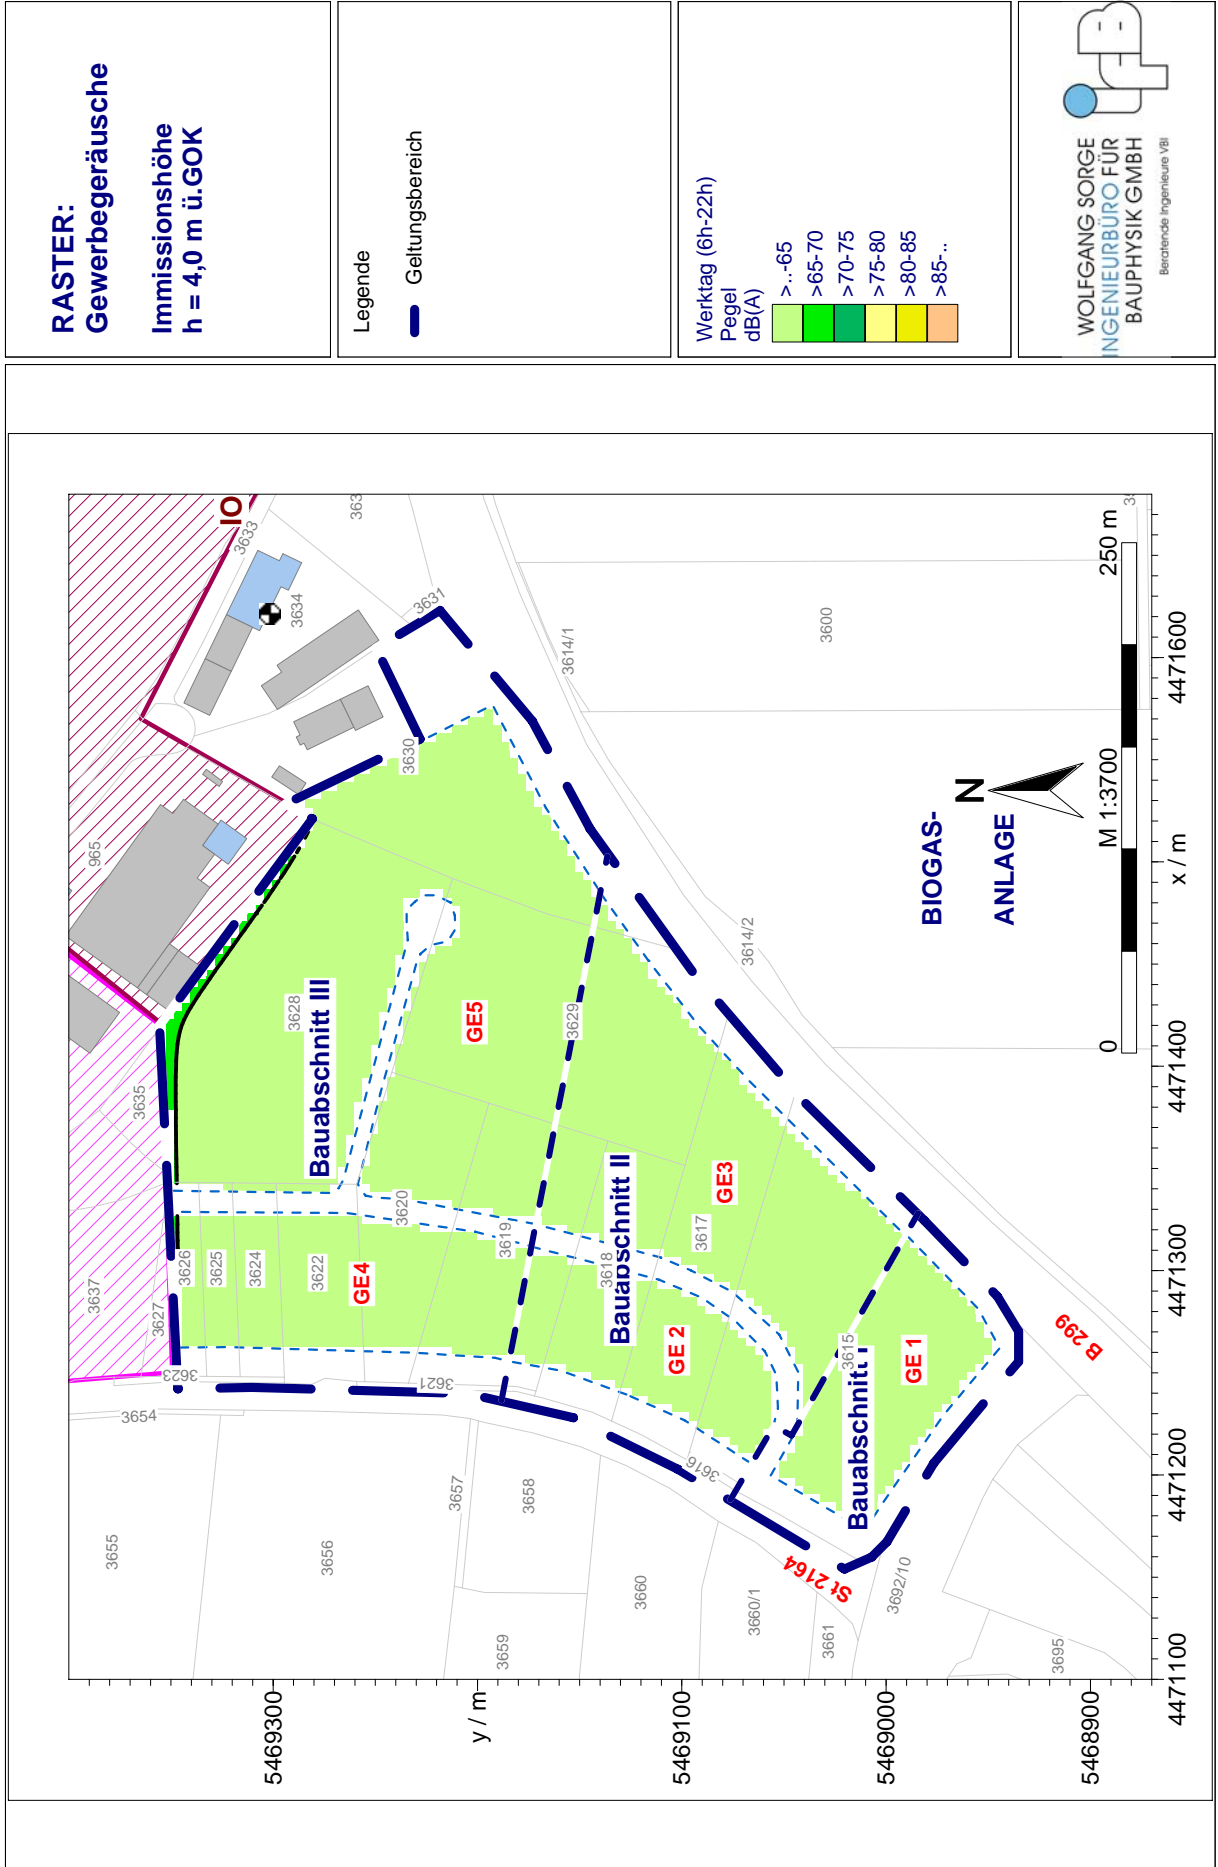 RASTER:
Gewerbegeräusche
Immissionshöhe
h = 4,0 m ü.GOK
Legende
Geltungsbereich
Werktag (6h-22h)
Pegel
dB(A)
>..-65
>65-70
>70-75
>75-80
>80-85
>85-..
WOLFGANG SORGE
INGENIEURBÜRO FÜR
BAUPHYSIK GMBH
Beratende Ingenieure VBI
IO
3633
363
3634
3631
3630
965
3614/1
3600
3614/2
3635
3637
3627
3626
3625
3624
3622
3628
Bauabschnitt III
GE5
3629
3620
3619
GE4
3623
3621
3654
3655
3656
3657
3658
3659
3660
3660/1
3661
3616
3618
Bauabschnitt II
GE3
3617
GE 2
3615
Bauabschnitt I
GE 1
St 2164
3692/10
3695
B 299
BIOGAS-
ANLAGE
N
M 1:3700
0
250 m
5469300
y / m
5469100
5469000
5468900
4471100
4471200
4471300
4471400
x / m
4471600